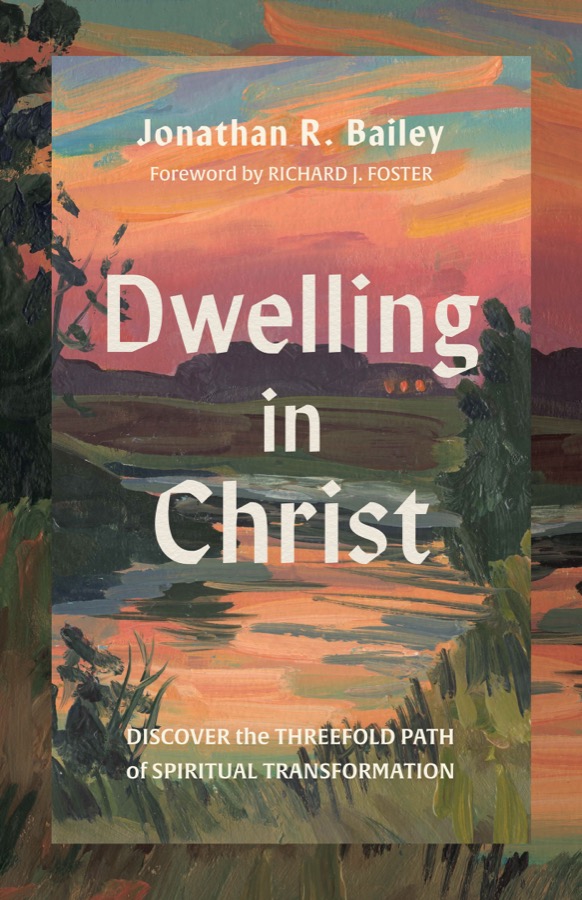 Jonathan R. Bailey
Foreword by RICHARD J. FOSTER
Dwelling
in
Christ
DISCOVER the THREEFOLD PATH
of SPIRITUAL TRANSFORMATION